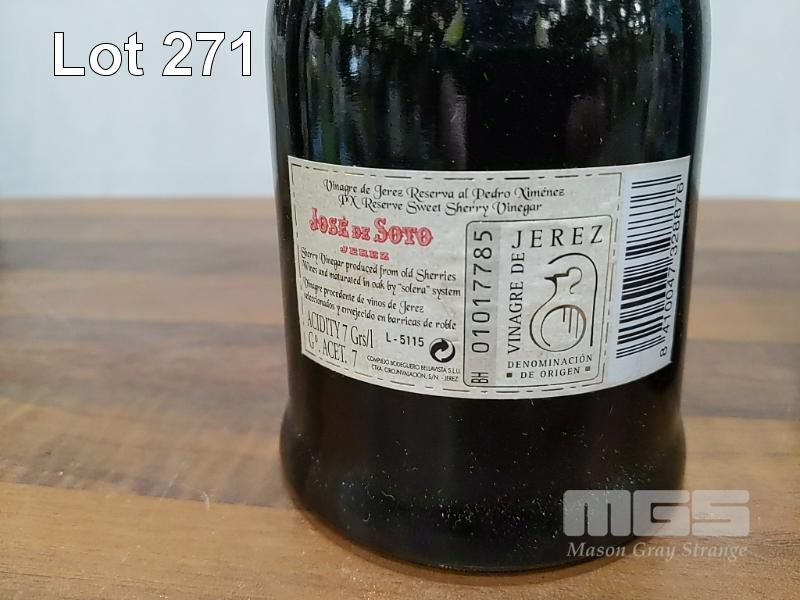 Lot 271
Vinagre de Jerez Reserva al Pedro Ximénez
PX Reserve Sweet Sherry Vinegar
JOSÉ DE SOTO
JEREZ
Sherry Vinegar produced from old Sherries
Wines and maturated in oak by "solera" system
Vinagre procedente de vinos de Jerez
seleccionados y envejecido en barricas de roble
ACIDITY 7 Grs/l
Gº ACET. 7
L-5115
COMPLEJO BODEGUERO BELLAVISTA S.L.U.
CTRA. CIRCUNVALACIÓN, S/N - JEREZ
BH 01017785
VINAGRE DE JEREZ
DENOMINACIÓN
DE ORIGEN
8 410047 328876
MGS
Mason Gray Strange